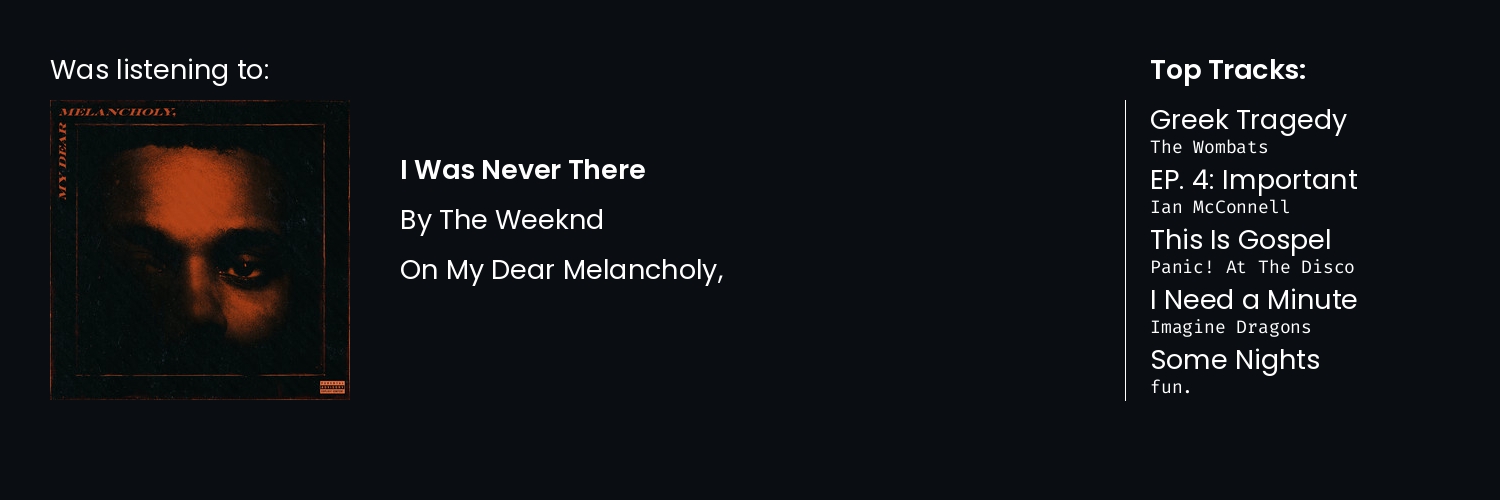 Was listening to:
MELANCHOLY,
MY DEAR
I Was Never There
By The Weeknd
On My Dear Melancholy,
Top Tracks:
Greek Tragedy
The Wombats
EP. 4: Important
Ian McConnell
This Is Gospel
Panic! At The Disco
I Need a Minute
Imagine Dragons
Some Nights
fun.